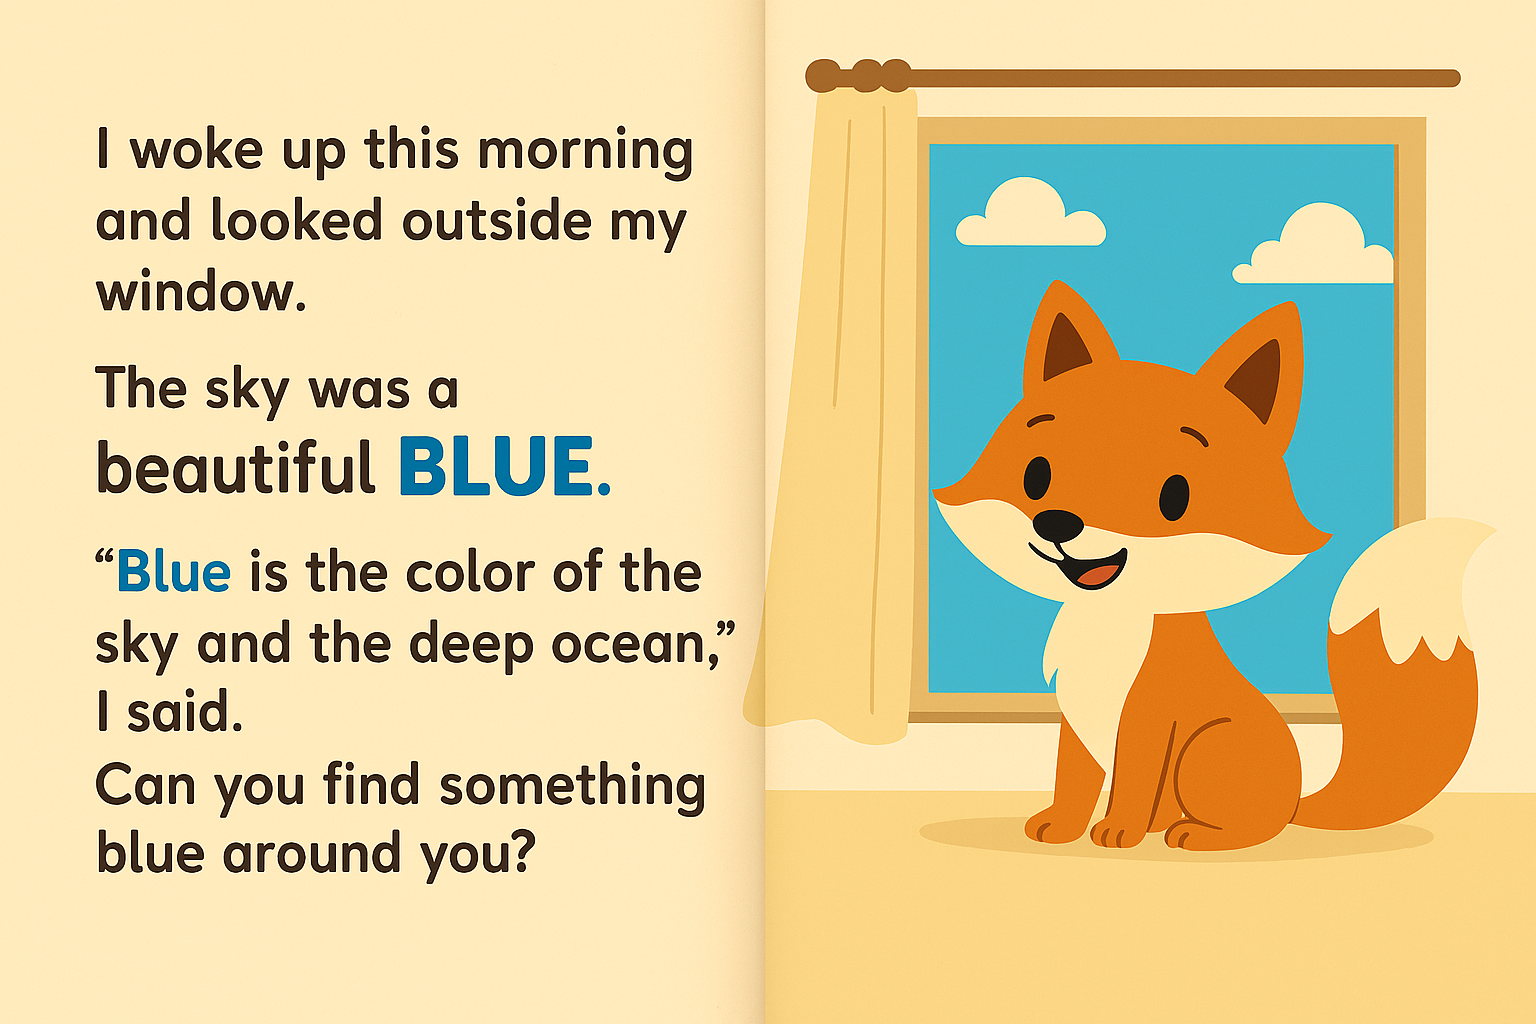 I woke up this morning
and looked outside my
window.
The sky was a
beautiful BLUE.
“Blue is the color of the
sky and the deep ocean,”
I said.
Can you find something
blue around you?